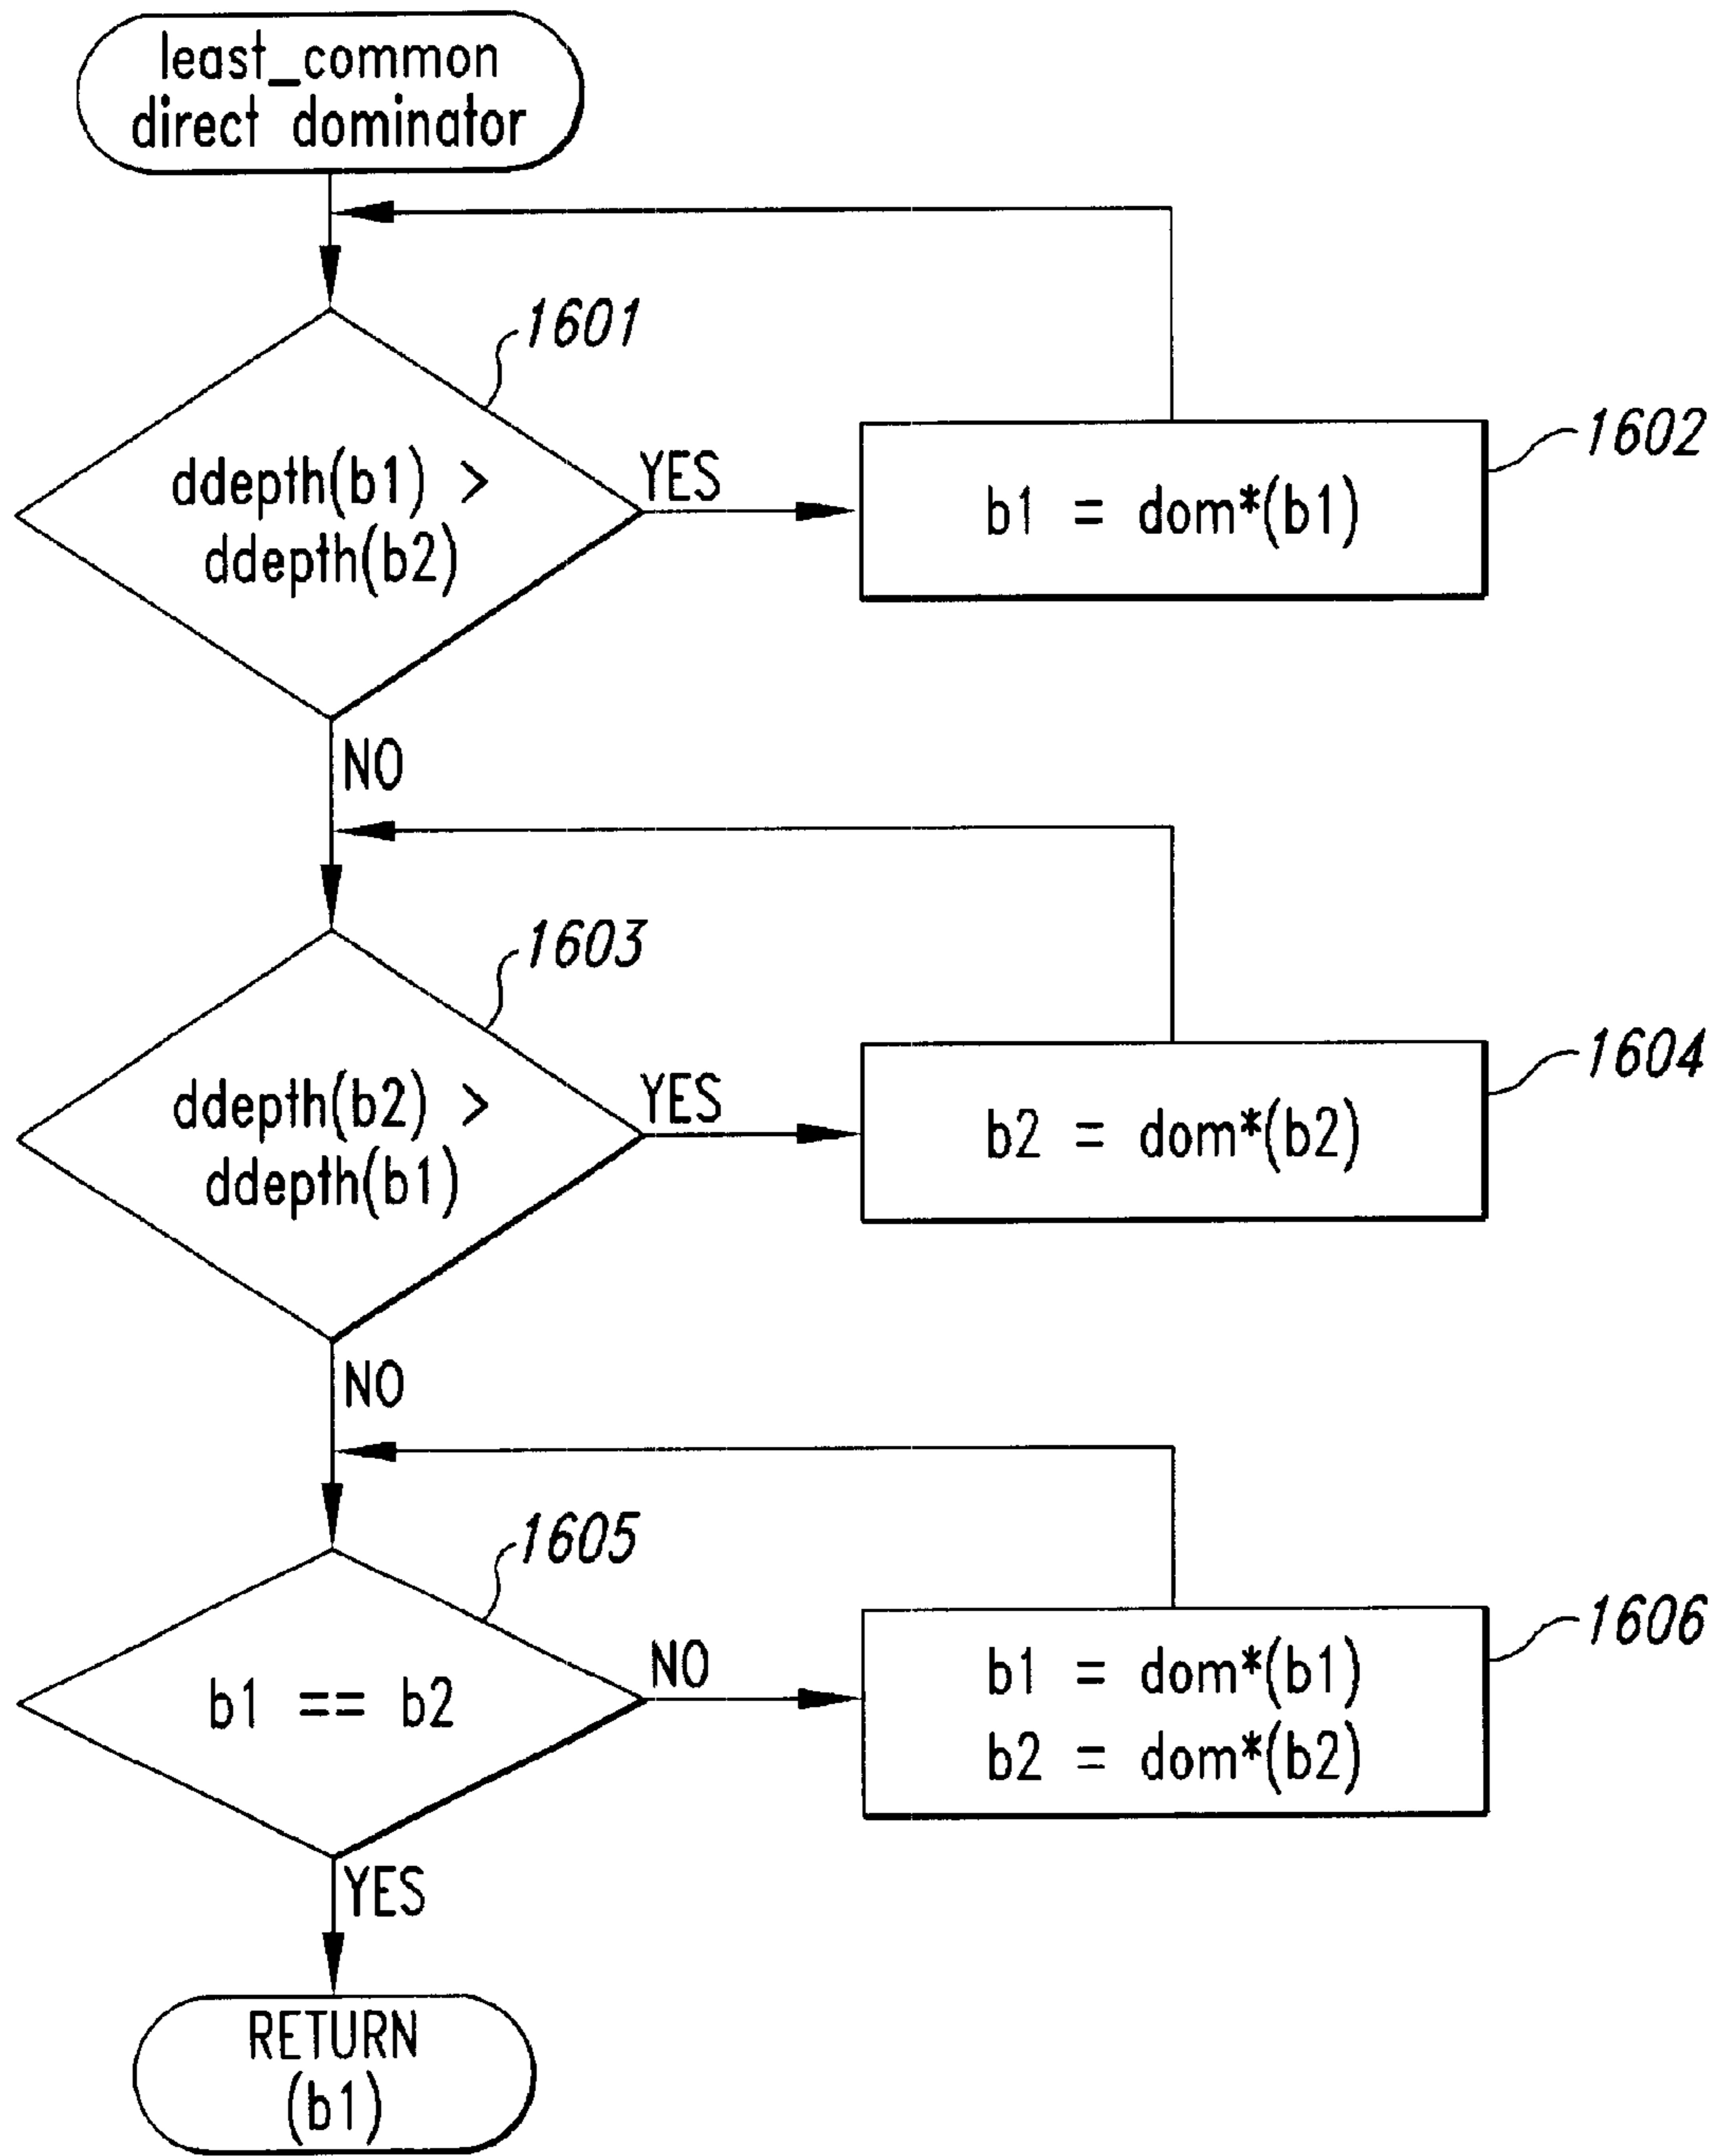 least_common
direct dominator
1601
ddepth(b1) >
ddepth(b2)
YES
b1 = dom*(b1)
1602
NO
1603
ddepth(b2) >
ddepth(b1)
YES
b2 = dom*(b2)
1604
NO
1605
b1 == b2
NO
b1 = dom*(b1)
b2 = dom*(b2)
1606
YES
RETURN
(b1)